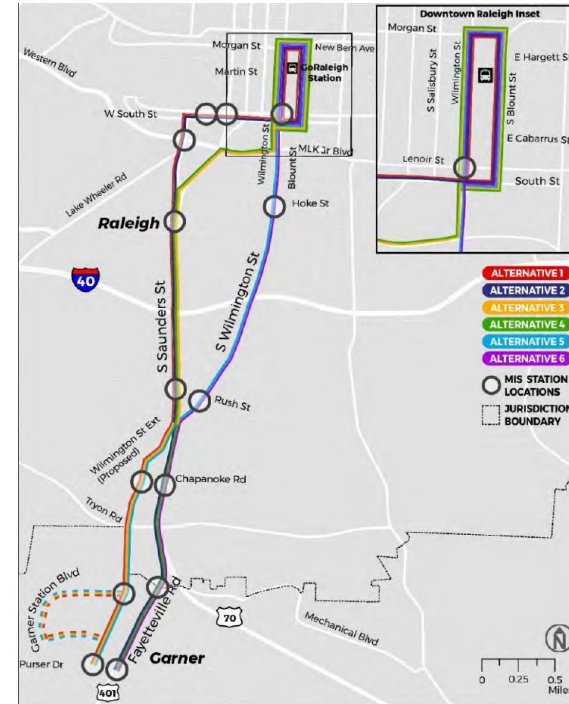 Morgan St
New Bern Ave
Western Blvd
Martin St
GoRaleigh
Station
W South St
Wilmington St
Blount St
MLK Jr Blvd
Lake Wheeler Rd
Hoke St
Raleigh
40
S Saunders St
S Wilmington St
Rush St
Wilmington St Ext
(Proposed)
Chapanoke Rd
Tryon Rd
Garner Station Blvd
Fayetteville Rd
70
Mechanical Blvd
Purser Dr
Garner
401
Downtown Raleigh Inset
Morgan St
S Salisbury St
Wilmington St
E Hargett St
S Blount St
E Cabarrus St
Lenoir St
South St
ALTERNATIVE 1
ALTERNATIVE 2
ALTERNATIVE 3
ALTERNATIVE 4
ALTERNATIVE 5
ALTERNATIVE 6
MIS STATION
LOCATIONS
JURISDICTION
BOUNDARY
N
0 0.25 0.5
Miles